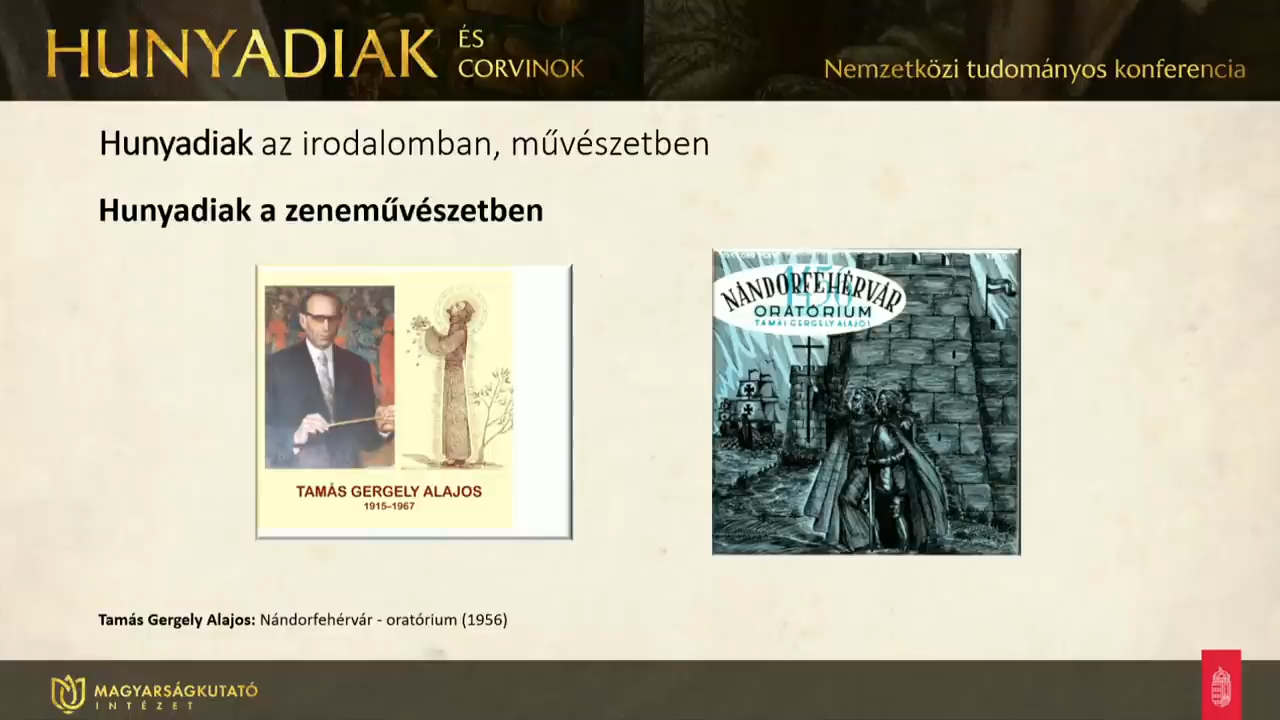 HUNYADIAK ÉS CORVINOK
Nemzetközi tudományos konferencia
Hunyadiak az irodalomban, művészetben
Hunyadiak a zeneművészetben
TAMÁS GERGELY ALAJOS
1915–1967
1456
NÁNDORFEHÉRVÁR
ORATÓRIUM
TAMÁS GERGELY ALAJOS
Tamás Gergely Alajos: Nándorfehérvár - oratórium (1956)
MAGYARSÁGKUTATÓ
INTÉZET